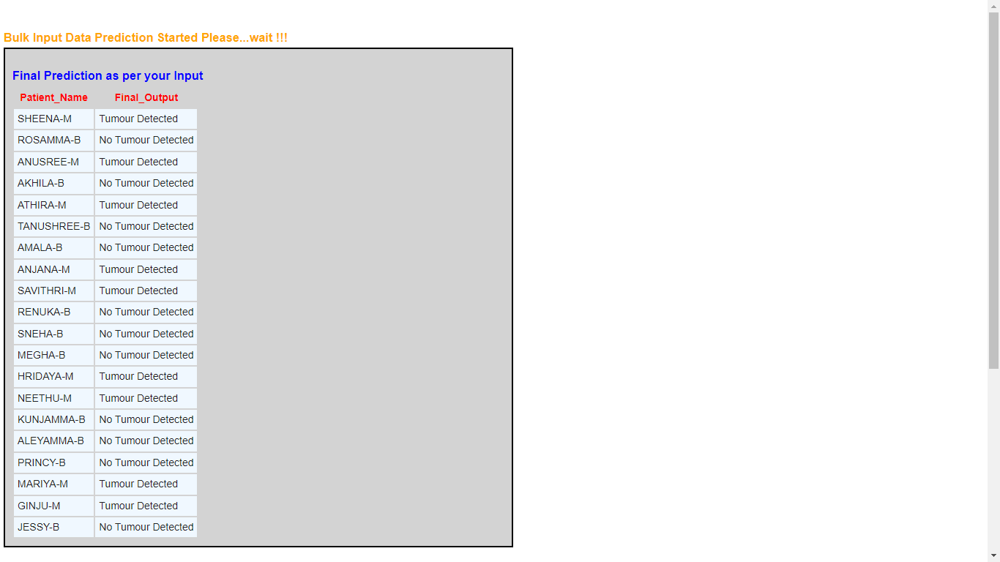 Bulk Input Data Prediction Started Please...wait !!!
Final Prediction as per your Input
Patient_Name Final_Output
SHEENA-M Tumour Detected
ROSAMMA-B No Tumour Detected
ANUSREE-M Tumour Detected
AKHILA-B No Tumour Detected
ATHIRA-M Tumour Detected
TANUSHREE-B No Tumour Detected
AMALA-B No Tumour Detected
ANJANA-M Tumour Detected
SAVITHRI-M Tumour Detected
RENUKA-B No Tumour Detected
SNEHA-B No Tumour Detected
MEGHA-B No Tumour Detected
HRIDAYA-M Tumour Detected
NEETHU-M Tumour Detected
KUNJAMMA-B No Tumour Detected
ALEYAMMA-B No Tumour Detected
PRINCY-B No Tumour Detected
MARIYA-M Tumour Detected
GINJU-M Tumour Detected
JESSY-B No Tumour Detected